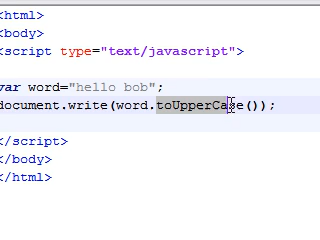 <html>
<body>
<script type="text/javascript">
var word="hello bob";
document.write(word.toUpperCase());
</script>
</body>
</html>